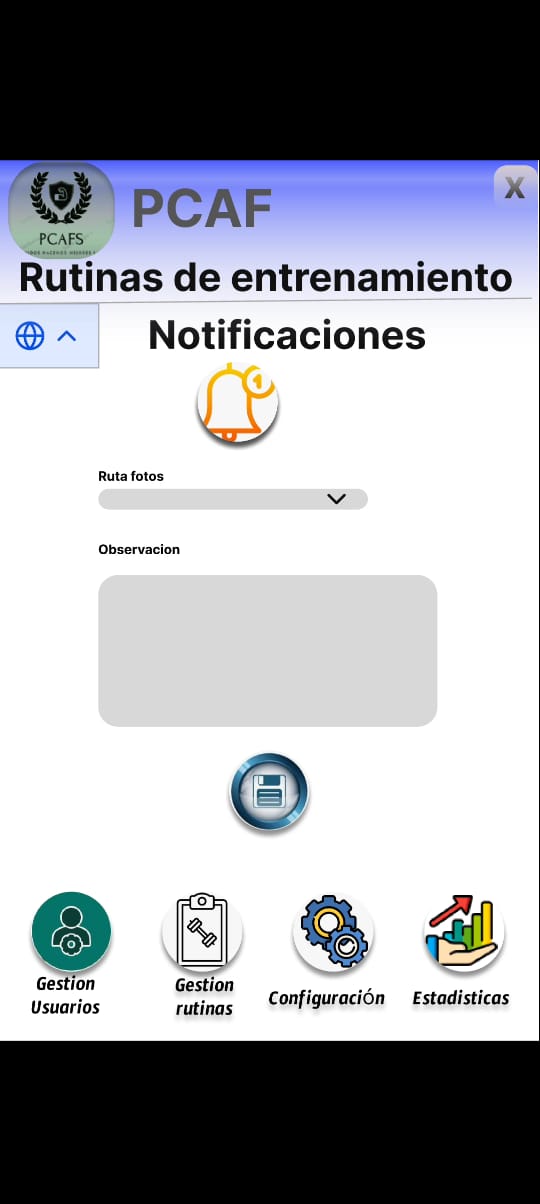 PCAF
X
PCAFS
Rutinas de entrenamiento
Notificaciones
1
Ruta fotos
Observacion
Gestion
Usuarios
Gestion
rutinas
Configuración
Estadisticas